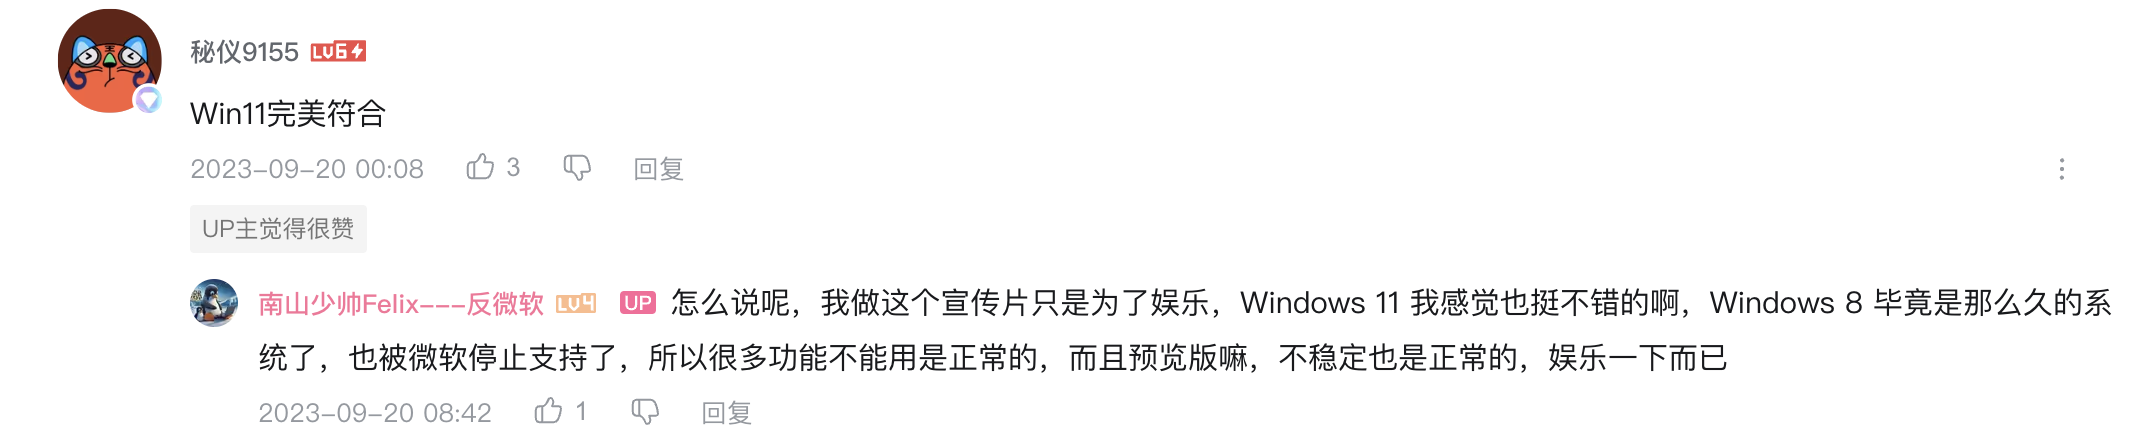 秘仪9155 LV6
Win11完美符合
2023-09-20 00:08 3 回复
UP主觉得很赞
南山少帅Felix---反微软 LV4 UP 怎么说呢，我做这个宣传片只是为了娱乐，Windows 11 我感觉也挺不错的啊，Windows 8 毕竟是那么久的系
统了，也被微软停止支持了，所以很多功能不能用是正常的，而且预览版嘛，不稳定也是正常的，娱乐一下而已
2023-09-20 08:42 1 回复